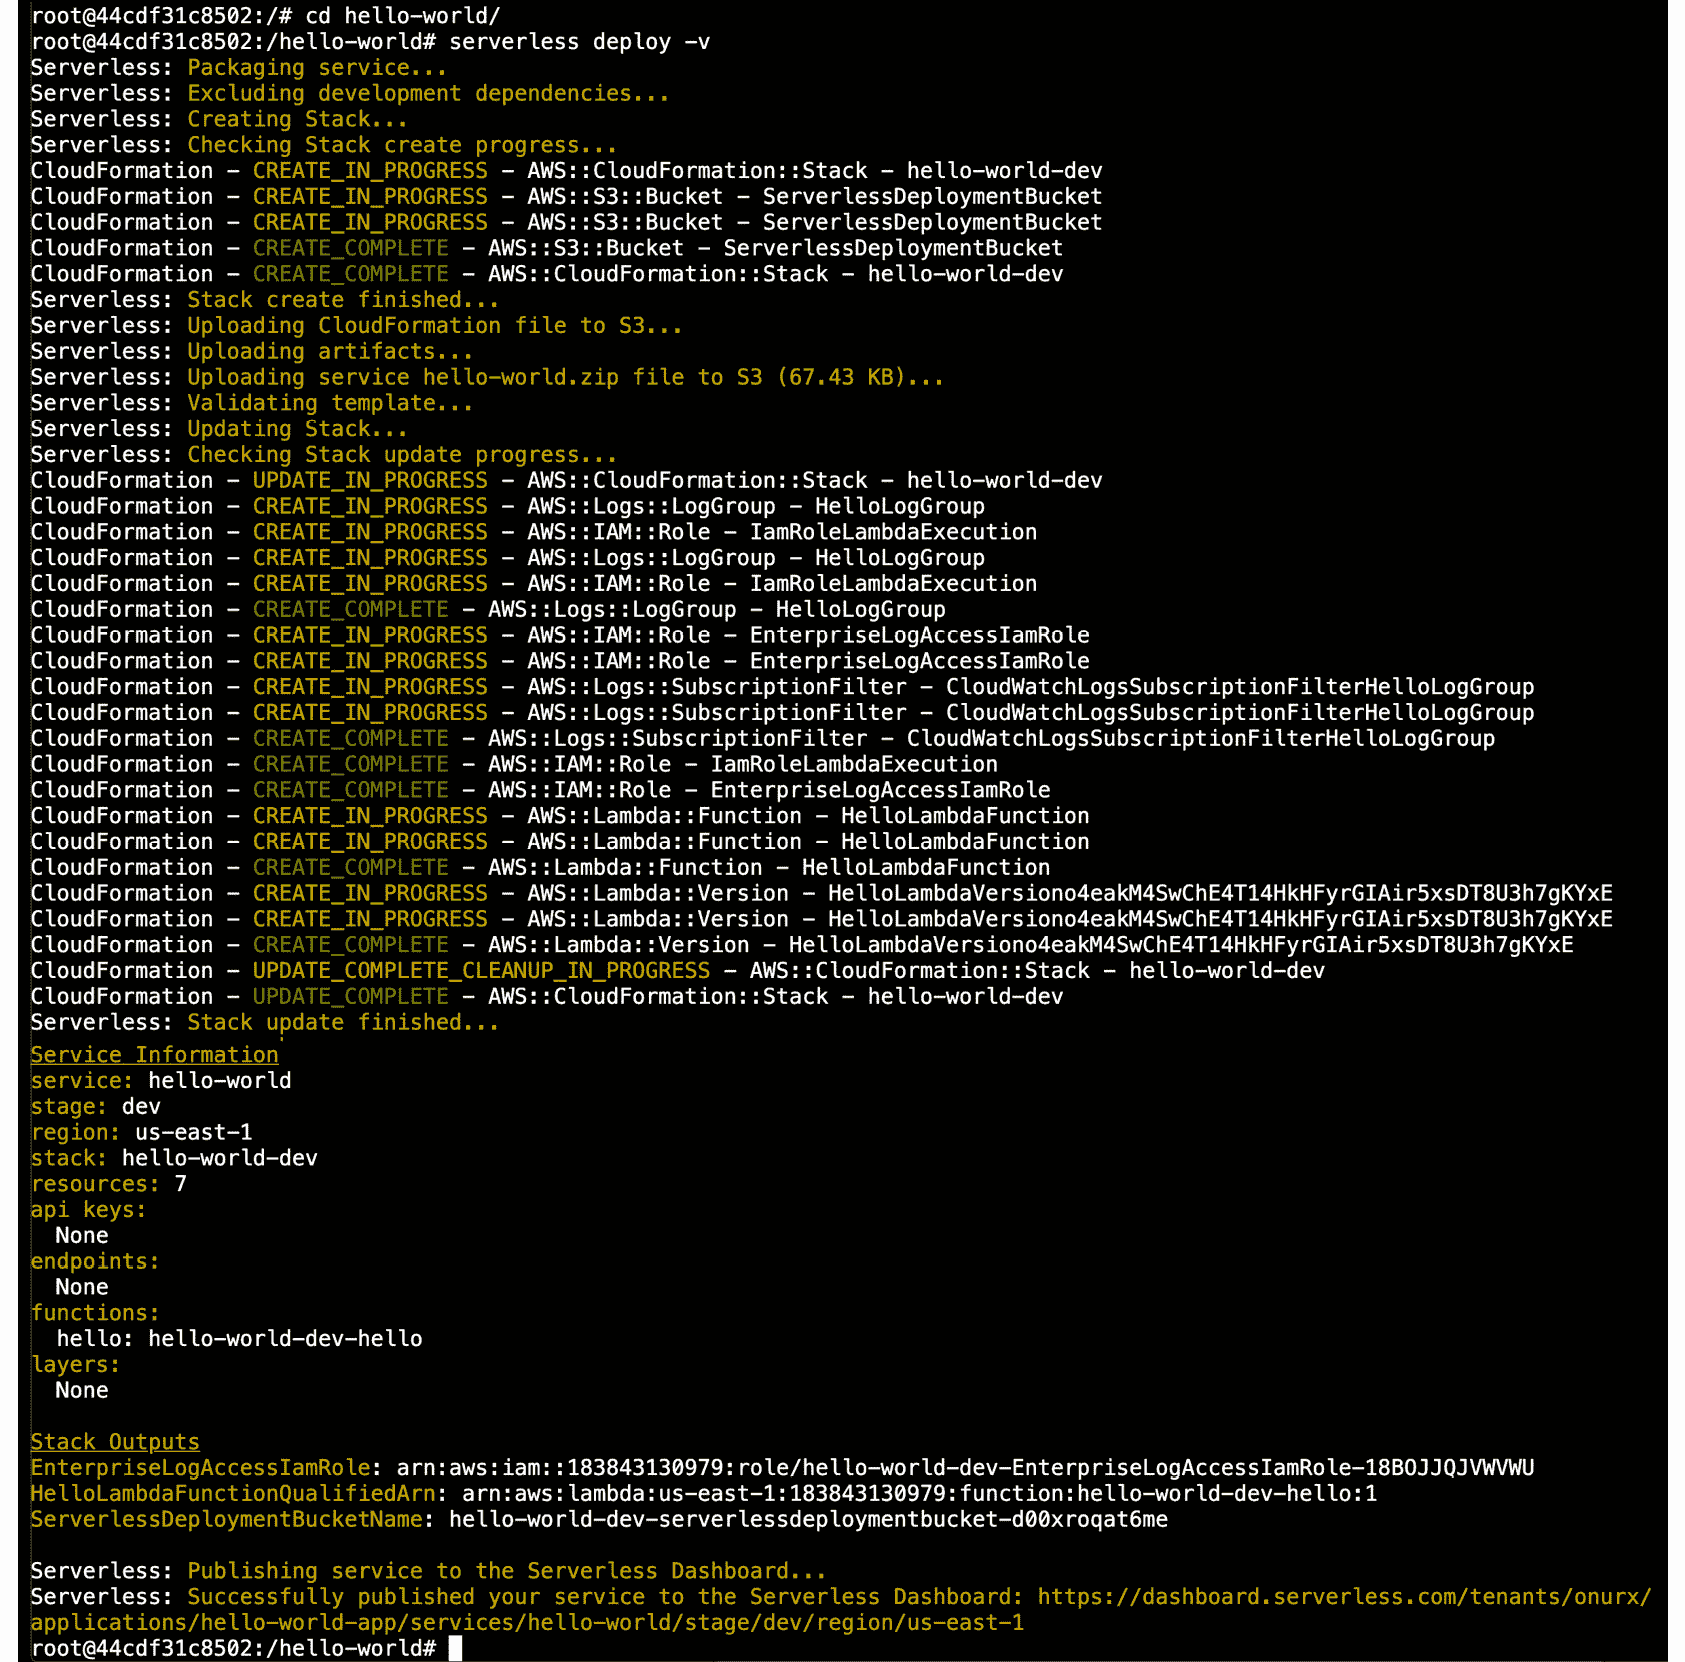 root@44cdf31c8502:/# cd hello-world/
root@44cdf31c8502:/hello-world# serverless deploy -v
Serverless: Packaging service...
Serverless: Excluding development dependencies...
Serverless: Creating Stack...
Serverless: Checking Stack create progress...
CloudFormation - CREATE_IN_PROGRESS - AWS::CloudFormation::Stack - hello-world-dev
CloudFormation - CREATE_IN_PROGRESS - AWS::S3::Bucket - ServerlessDeploymentBucket
CloudFormation - CREATE_IN_PROGRESS - AWS::S3::Bucket - ServerlessDeploymentBucket
CloudFormation - CREATE_COMPLETE - AWS::S3::Bucket - ServerlessDeploymentBucket
CloudFormation - CREATE_COMPLETE - AWS::CloudFormation::Stack - hello-world-dev
Serverless: Stack create finished...
Serverless: Uploading CloudFormation file to S3...
Serverless: Uploading artifacts...
Serverless: Uploading service hello-world.zip file to S3 (67.43 KB)...
Serverless: Validating template...
Serverless: Updating Stack...
Serverless: Checking Stack update progress...
CloudFormation - UPDATE_IN_PROGRESS - AWS::CloudFormation::Stack - hello-world-dev
CloudFormation - CREATE_IN_PROGRESS - AWS::Logs::LogGroup - HelloLogGroup
CloudFormation - CREATE_IN_PROGRESS - AWS::IAM::Role - IamRoleLambdaExecution
CloudFormation - CREATE_IN_PROGRESS - AWS::Logs::LogGroup - HelloLogGroup
CloudFormation - CREATE_IN_PROGRESS - AWS::IAM::Role - IamRoleLambdaExecution
CloudFormation - CREATE_COMPLETE - AWS::Logs::LogGroup - HelloLogGroup
CloudFormation - CREATE_IN_PROGRESS - AWS::IAM::Role - EnterpriseLogAccessIamRole
CloudFormation - CREATE_IN_PROGRESS - AWS::IAM::Role - EnterpriseLogAccessIamRole
CloudFormation - CREATE_IN_PROGRESS - AWS::Logs::SubscriptionFilter - CloudWatchLogsSubscriptionFilterHelloLogGroup
CloudFormation - CREATE_IN_PROGRESS - AWS::Logs::SubscriptionFilter - CloudWatchLogsSubscriptionFilterHelloLogGroup
CloudFormation - CREATE_COMPLETE - AWS::Logs::SubscriptionFilter - CloudWatchLogsSubscriptionFilterHelloLogGroup
CloudFormation - CREATE_COMPLETE - AWS::IAM::Role - IamRoleLambdaExecution
CloudFormation - CREATE_COMPLETE - AWS::IAM::Role - EnterpriseLogAccessIamRole
CloudFormation - CREATE_IN_PROGRESS - AWS::Lambda::Function - HelloLambdaFunction
CloudFormation - CREATE_IN_PROGRESS - AWS::Lambda::Function - HelloLambdaFunction
CloudFormation - CREATE_COMPLETE - AWS::Lambda::Function - HelloLambdaFunction
CloudFormation - CREATE_IN_PROGRESS - AWS::Lambda::Version - HelloLambdaVersiono4eakM4SwChE4T14HkHFyrGIAir5xsDT8U3h7gKYxE
CloudFormation - CREATE_IN_PROGRESS - AWS::Lambda::Version - HelloLambdaVersiono4eakM4SwChE4T14HkHFyrGIAir5xsDT8U3h7gKYxE
CloudFormation - CREATE_COMPLETE - AWS::Lambda::Version - HelloLambdaVersiono4eakM4SwChE4T14HkHFyrGIAir5xsDT8U3h7gKYxE
CloudFormation - UPDATE_COMPLETE_CLEANUP_IN_PROGRESS - AWS::CloudFormation::Stack - hello-world-dev
CloudFormation - UPDATE_COMPLETE - AWS::CloudFormation::Stack - hello-world-dev
Serverless: Stack update finished...
Service Information
service: hello-world
stage: dev
region: us-east-1
stack: hello-world-dev
resources: 7
api keys:
  None
endpoints:
  None
functions:
  hello: hello-world-dev-hello
layers:
  None

Stack Outputs
EnterpriseLogAccessIamRole: arn:aws:iam::183843130979:role/hello-world-dev-EnterpriseLogAccessIamRole-18BOJJQJVWVWU
HelloLambdaFunctionQualifiedArn: arn:aws:lambda:us-east-1:183843130979:function:hello-world-dev-hello:1
ServerlessDeploymentBucketName: hello-world-dev-serverlessdeploymentbucket-d00xroqat6me

Serverless: Publishing service to the Serverless Dashboard...
Serverless: Successfully published your service to the Serverless Dashboard: https://dashboard.serverless.com/tenants/onurx/
applications/hello-world-app/services/hello-world/stage/dev/region/us-east-1
root@44cdf31c8502:/hello-world#